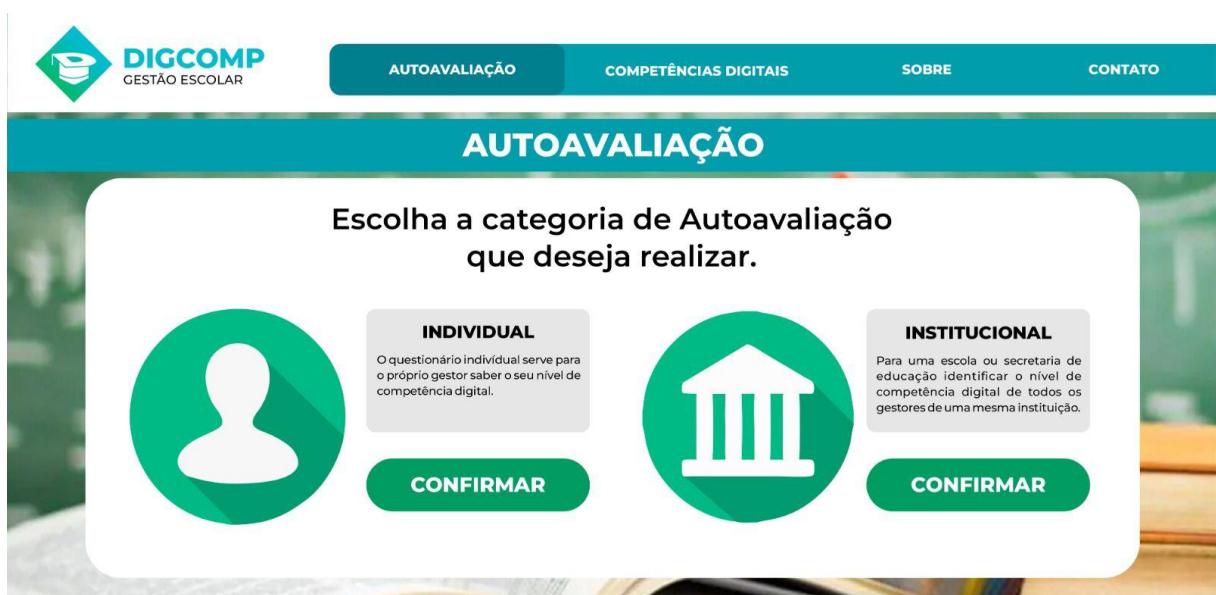 DIGCOMP
GESTÃO ESCOLAR
AUTOAVALIAÇÃO
COMPETÊNCIAS DIGITAIS
SOBRE
CONTATO
AUTOAVALIAÇÃO
Escolha a categoria de Autoavaliação
que deseja realizar.
INDIVIDUAL
O questionário indivídual serve para
o próprio gestor saber o seu nível de
competência digital.
CONFIRMAR
INSTITUCIONAL
Para uma escola ou secretaria de
educação identificar o nível de
competência digital de todos os
gestores de uma mesma instituição.
CONFIRMAR